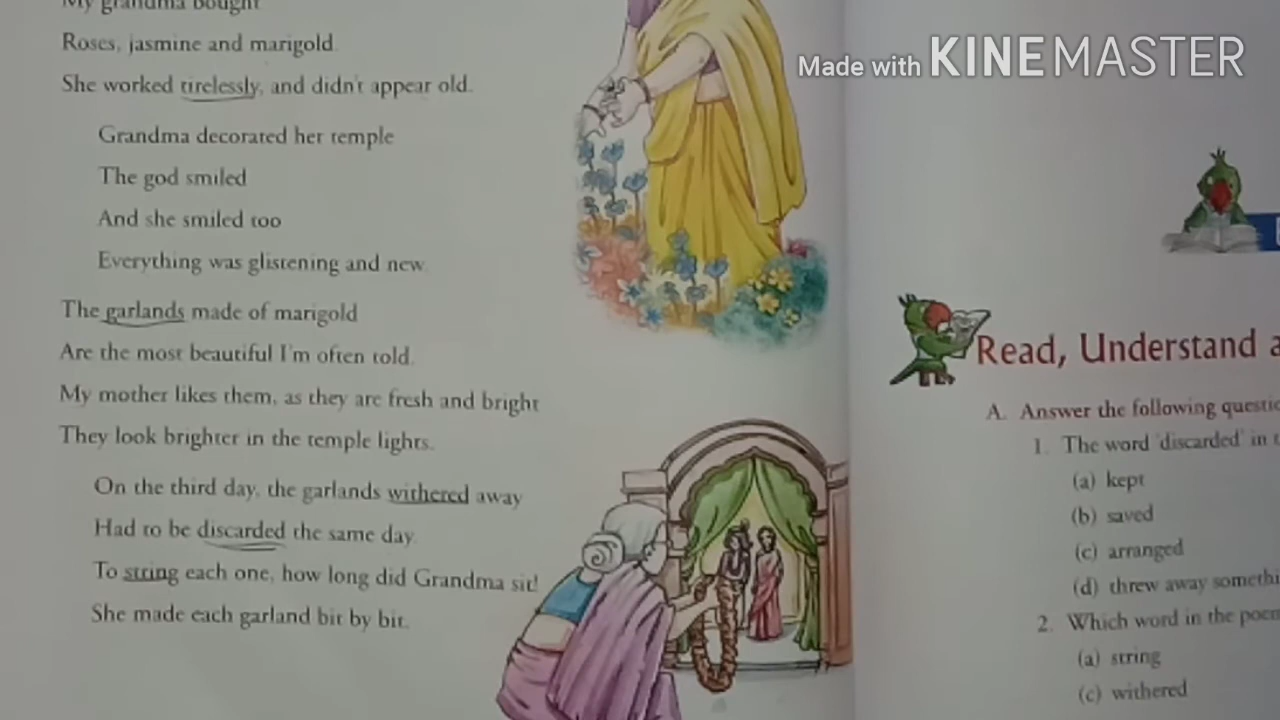 My grandma bought
Roses, jasmine and marigold.
She worked tirelessly, and didn't appear old.
Grandma decorated her temple
The god smiled
And she smiled too
Everything was glistening and new.
The garlands made of marigold
Are the most beautiful I'm often told.
My mother likes them, as they are fresh and bright
They look brighter in the temple lights.
On the third day, the garlands withered away
Had to be discarded the same day.
To string each one, how long did Grandma sit!
She made each garland bit by bit.
Made with KINEMASTER
Read, Understand
A. Answer the following
1. The word 'discarded' in
(a) kept
(b) saved
(c) arranged
(d) threw away
2. Which word in the
(a) string
(c) withered